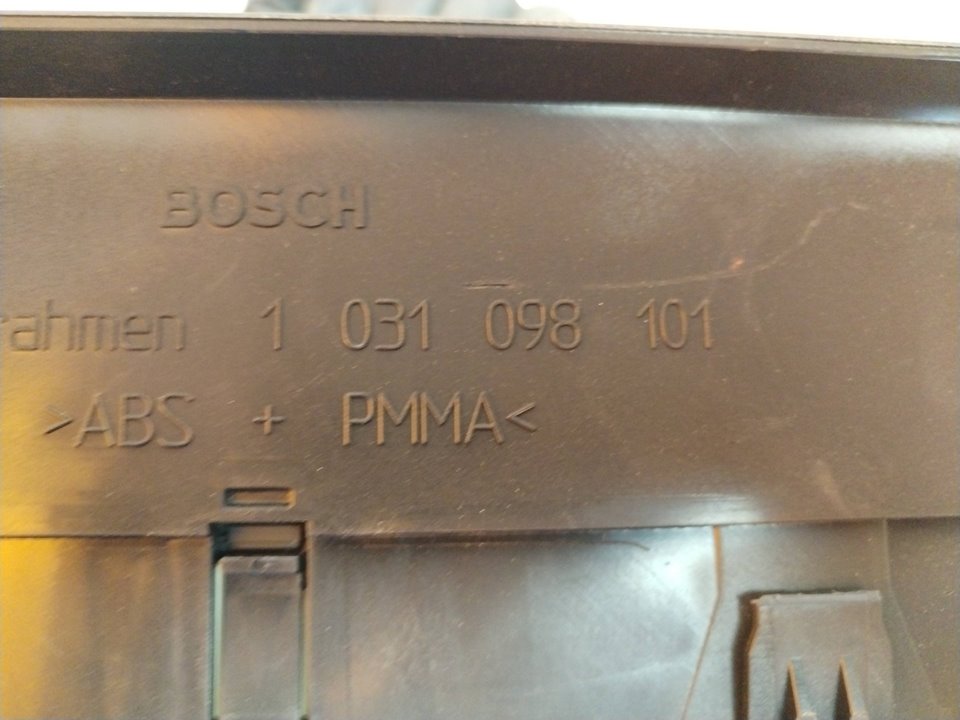 BOSCH
rahmen 1 031 098 101
>ABS + PMMA<